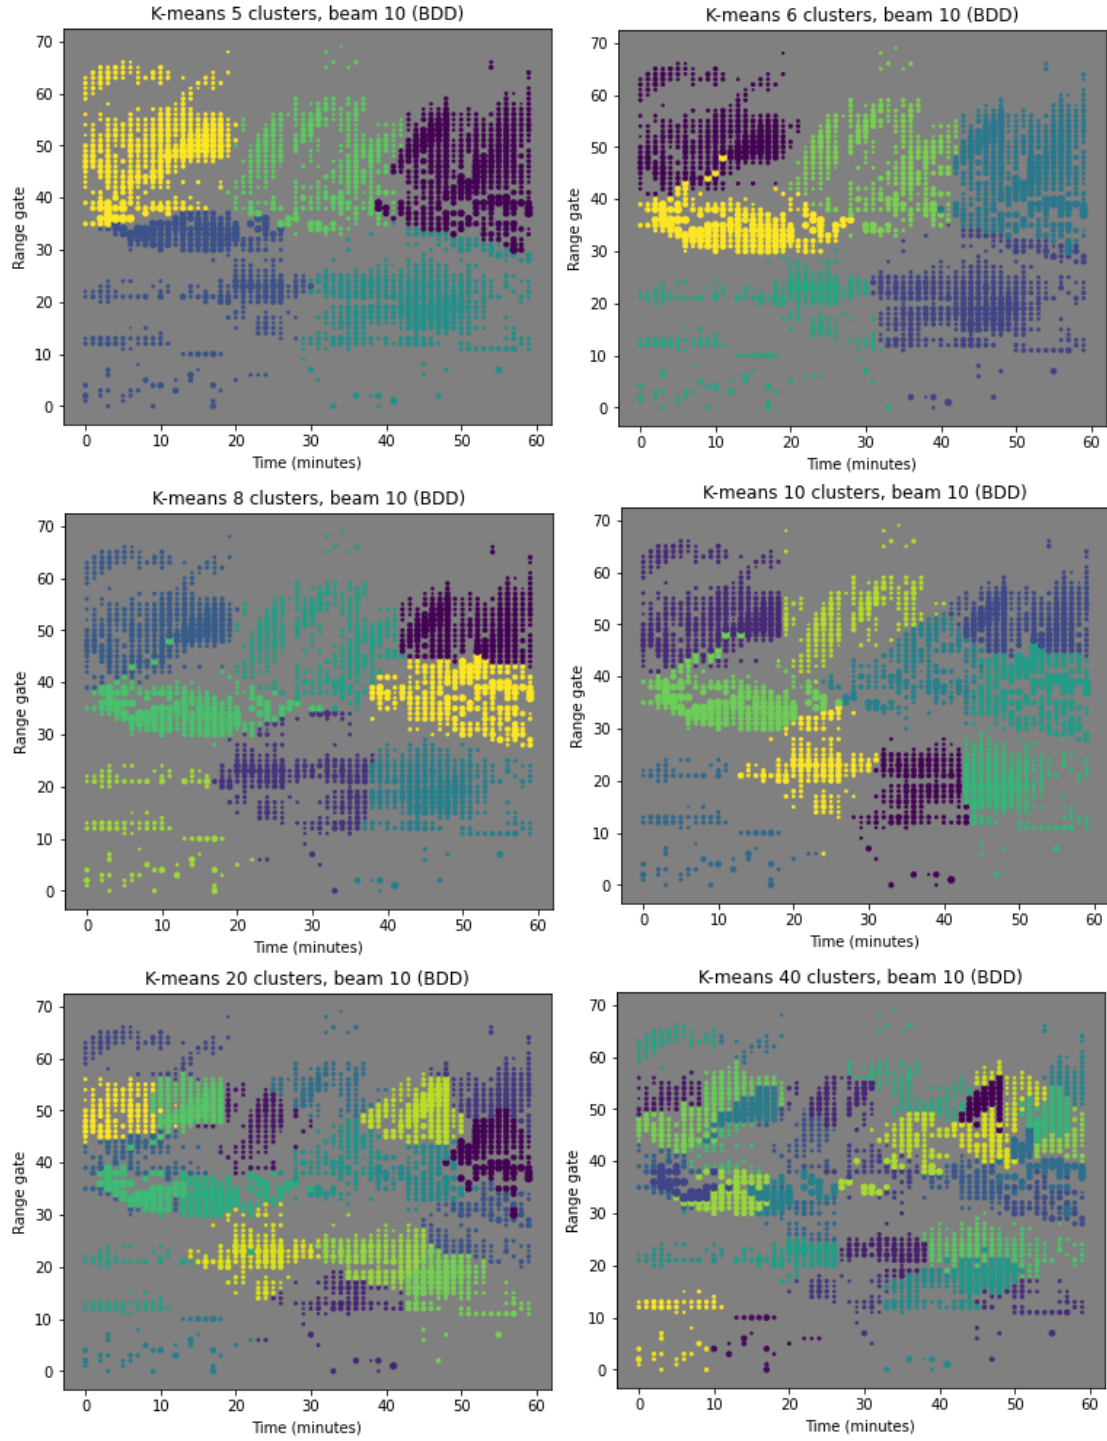 K-means 5 clusters, beam 10 (BDD)
70
60
50
40
30
20
10
0
Range gate
0 10 20 30 40 50 60
Time (minutes)
K-means 6 clusters, beam 10 (BDD)
70
60
50
40
30
20
10
0
Range gate
0 10 20 30 40 50 60
Time (minutes)
K-means 8 clusters, beam 10 (BDD)
70
60
50
40
30
20
10
0
Range gate
0 10 20 30 40 50 60
Time (minutes)
K-means 10 clusters, beam 10 (BDD)
70
60
50
40
30
20
10
0
Range gate
0 10 20 30 40 50 60
Time (minutes)
K-means 20 clusters, beam 10 (BDD)
70
60
50
40
30
20
10
0
Range gate
0 10 20 30 40 50 60
Time (minutes)
K-means 40 clusters, beam 10 (BDD)
70
60
50
40
30
20
10
0
Range gate
0 10 20 30 40 50 60
Time (minutes)